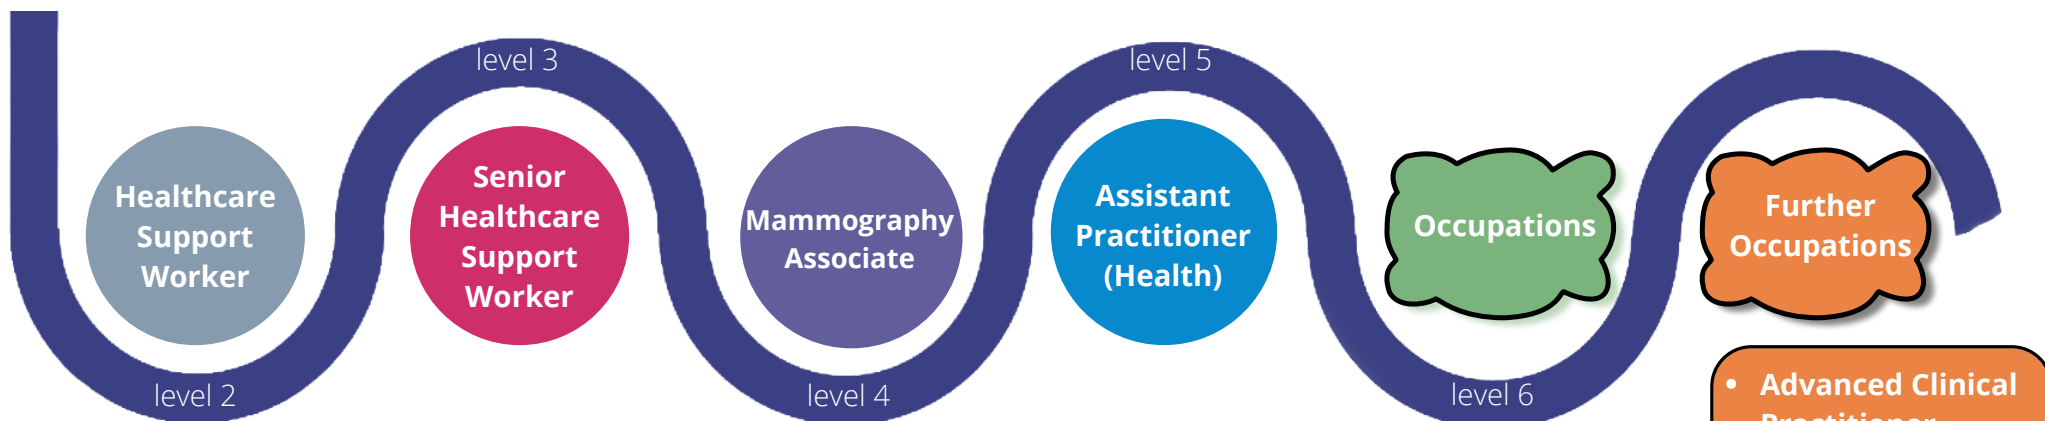 level 3
level 5
Healthcare
Support
Worker
Senior
Healthcare
Support
Worker
Mammography
Associate
Assistant
Practitioner
(Health)
Occupations
Further
Occupations
level 2
level 4
level 6
• Advanced Clinical
Practitioner